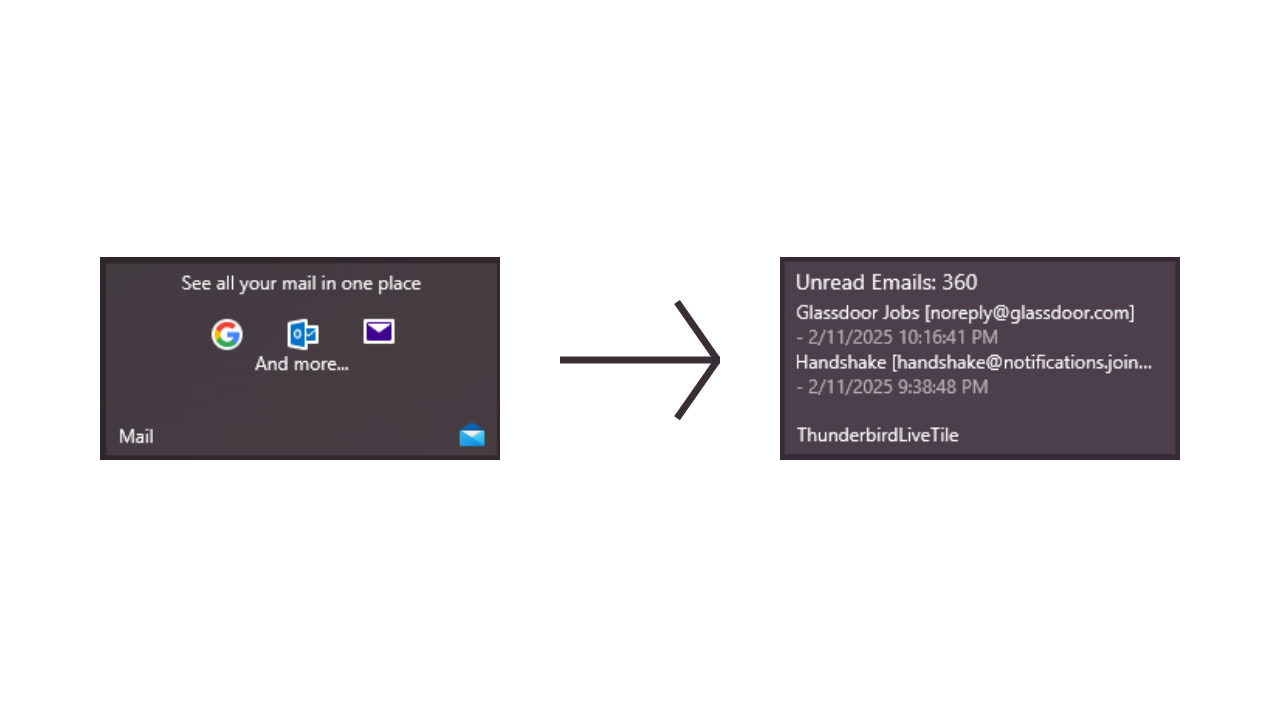 See all your mail in one place
And more...
Mail
Unread Emails: 360
Glassdoor Jobs [noreply@glassdoor.com]
- 2/11/2025 10:16:41 PM
Handshake [handshake@notifications.join...
- 2/11/2025 9:38:48 PM
ThunderbirdLiveTile